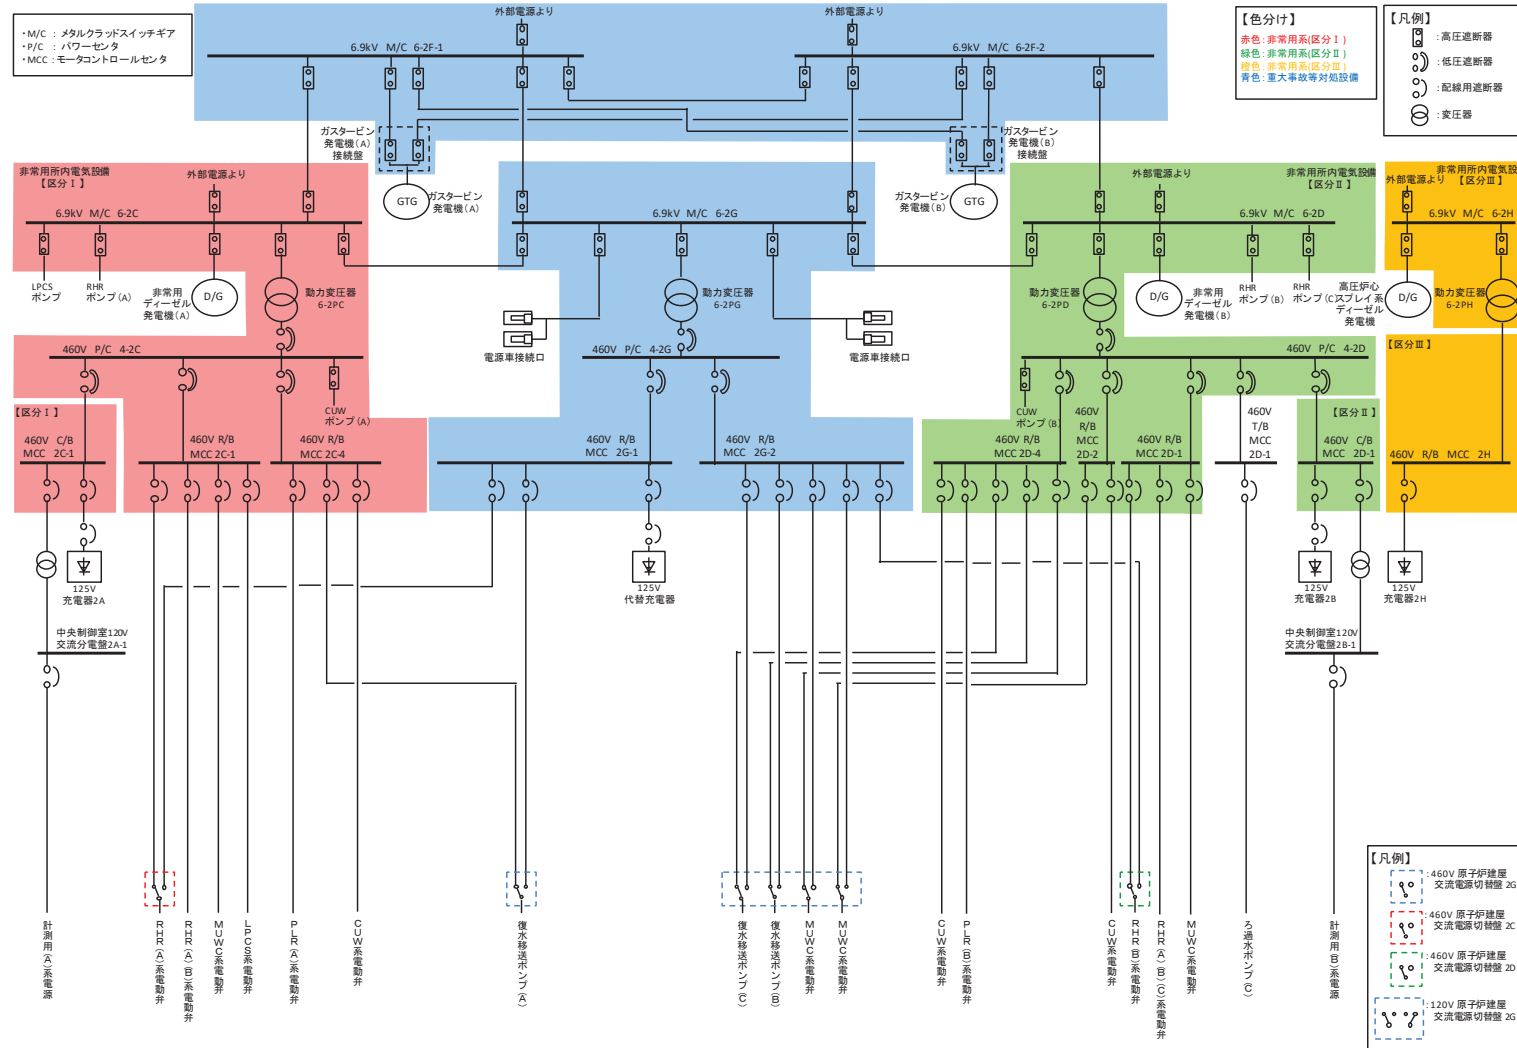 ・M/C ： メタルクラッドスイッチギア
・P/C ： パワーセンタ
・MCC：モータコントロールセンタ
外部電源より
外部電源より
6.9kV M/C 6-2F-1
6.9kV M/C 6-2F-2
【色分け】
赤色：非常用系(区分Ⅰ)
緑色：非常用系(区分Ⅱ)
橙色：非常用系(区分Ⅲ)
青色：重大事故等対処設備
【凡例】
：高圧遮断器
：低圧遮断器
：配線用遮断器
：変圧器
ガスタービン
発電機(A)
接続盤
ガスタービン
発電機(B)
接続盤
GTG
ガスタービン
発電機(A)
ガスタービン
発電機(B)
GTG
非常用所内電気設備
【区分Ⅰ】
外部電源より
6.9kV M/C 6-2C
6.9kV M/C 6-2G
外部電源より
非常用所内電気設備
【区分Ⅱ】
6.9kV M/C 6-2D
非常用所内電気設
外部電源より
【区分Ⅲ】
6.9kV M/C 6-2H
LPCS
ポンプ
RHR
ポンプ(A)
非常用
ディーゼル
発電機(A)
D/G
動力変圧器
6-2PC
動力変圧器
6-2PG
電源車接続口
電源車接続口
動力変圧器
6-2PD
D/G
非常用
ディーゼル
発電機(B)
RHR
ポンプ(B)
RHR
ポンプ(C)
高圧炉心
スプレイ系
ディーゼル
発電機
D/G
動力変圧器
6-2PH
460V P/C 4-2C
460V P/C 4-2G
460V P/C 4-2D
【区分Ⅲ】
CUW
ポンプ(A)
CUW
ポンプ(B)
【区分Ⅰ】
460V C/B
MCC 2C-1
460V R/B
MCC 2C-1
460V R/B
MCC 2C-4
460V R/B
MCC 2G-1
460V R/B
MCC 2G-2
460V R/B
MCC 2D-4
460V
R/B
MCC
2D-2
460V R/B
MCC 2D-1
460V
T/B
MCC
2D-1
【区分Ⅱ】
460V C/B
MCC 2D-1
460V R/B MCC 2H
125V
充電器2A
125V
代替充電器
125V
充電器2B
125V
充電器2H
中央制御室120V
交流分電盤2A-1
中央制御室120V
交流分電盤2B-1
計測用(A)系電源
RHR(A)系電動弁
RHR(A)(B)系電動弁
MUWC系電動弁
LPCS系電動弁
PLR(A)系電動弁
CUW系電動弁
復水移送ポンプ(A)
復水移送ポンプ(C)
復水移送ポンプ(B)
MUWC系電動弁
MUWC系電動弁
CUW系電動弁
PLR(B)系電動弁
CUW系電動弁
RHR(B)系電動弁
RHR(A)(B)(C)系電動弁
MUWC系電動弁
ろ過水ポンプ(C)
計測用(B)系電源
【凡例】
：460V 原子炉建屋
交流電源切替盤 2G
：460V 原子炉建屋
交流電源切替盤 2C
：460V 原子炉建屋
交流電源切替盤 2D
：120V 原子炉建屋
交流電源切替盤 2G